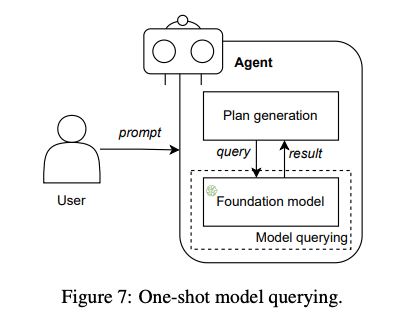 Agent
Plan generation
prompt
query
result
User
Foundation model
Model querying
Figure 7: One-shot model querying.